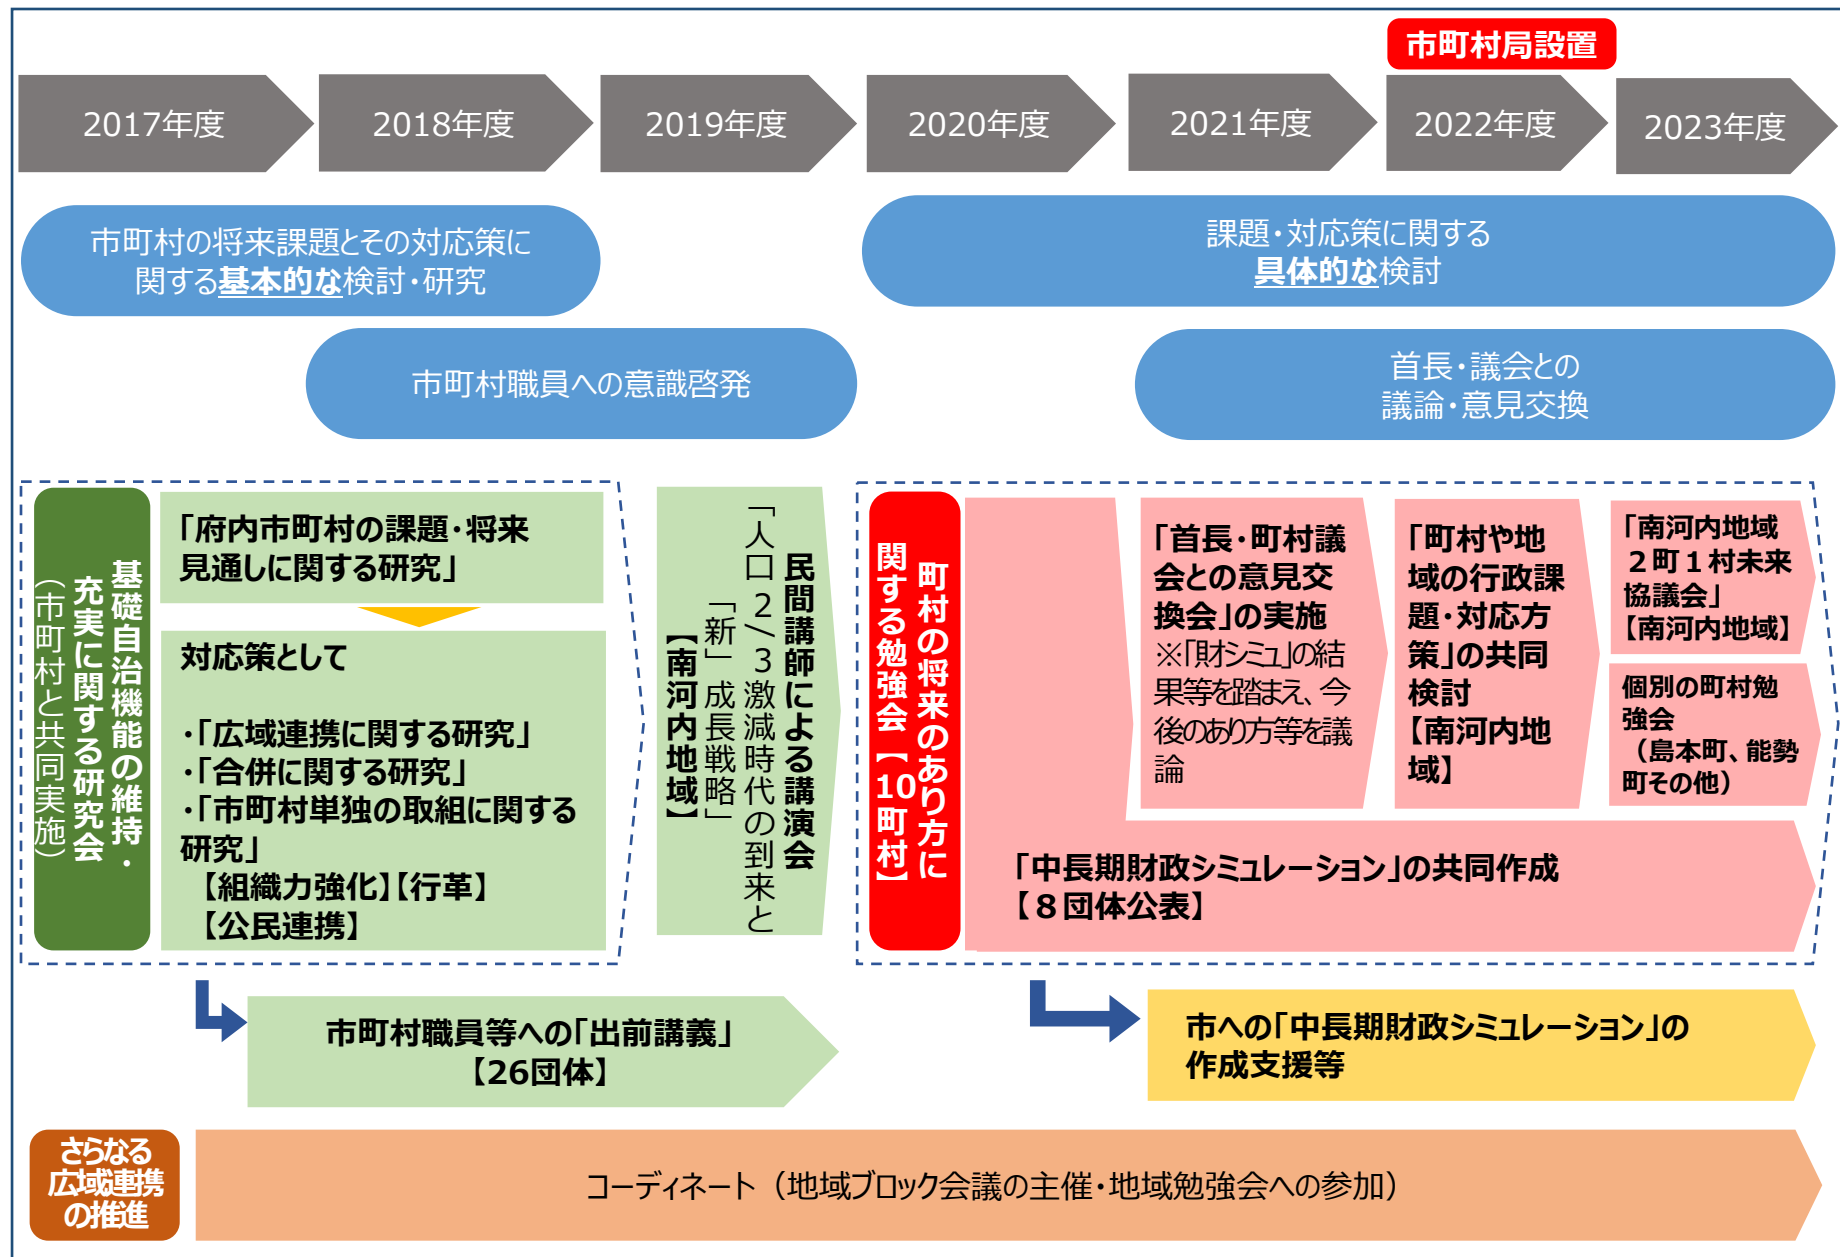 市町村局設置
2017年度
2018年度
2019年度
2020年度
2021年度
2022年度
2023年度
市町村の将来課題とその対応策に
関する基本的な検討・研究
課題・対応策に関する
具体的な検討
市町村職員への意識啓発
首長・議会との
議論・意見交換
基礎自治機能の維持・
充実に関する研究会
（市町村と共同実施）
「府内市町村の課題・将来
見通しに関する研究」
対応策として
・「広域連携に関する研究」
・「合併に関する研究」
・「市町村単独の取組に関する
研究」
【組織力強化】【行革】
【公民連携】
民間講師による講演会
「人口2/3激減時代の到来と
「新」成長戦略」
【南河内地域】
町村の将来のあり方に
関する勉強会【10町村】
「首長・町村議
会との意見交
換会」の実施
※「財シミュ」の結
果等を踏まえ、今
後のあり方等を議
論
「町村や地
域の行政課
題・対応方
策」の共同
検討
【南河内地
域】
「南河内地域
２町１村未来
協議会」
【南河内地域】
個別の町村勉
強会
（島本町、能勢
町その他）
「中長期財政シミュレーション」の共同作成
【８団体公表】
市町村職員等への「出前講義」
【26団体】
市への「中長期財政シミュレーション」の
作成支援等
さらなる
広域連携
の推進
コーディネート（地域ブロック会議の主催・地域勉強会への参加）